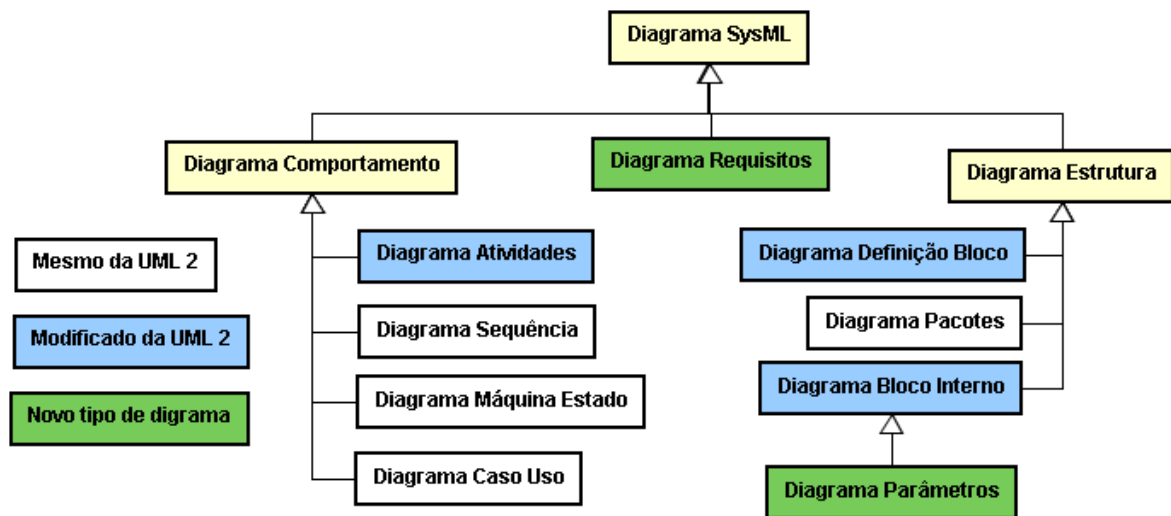 Diagrama SysML
Diagrama Comportamento
Diagrama Requisitos
Diagrama Estrutura
Mesmo da UML 2
Modificado da UML 2
Novo tipo de digrama
Diagrama Atividades
Diagrama Sequência
Diagrama Máquina Estado
Diagrama Caso Uso
Diagrama Definição Bloco
Diagrama Pacotes
Diagrama Bloco Interno
Diagrama Parâmetros